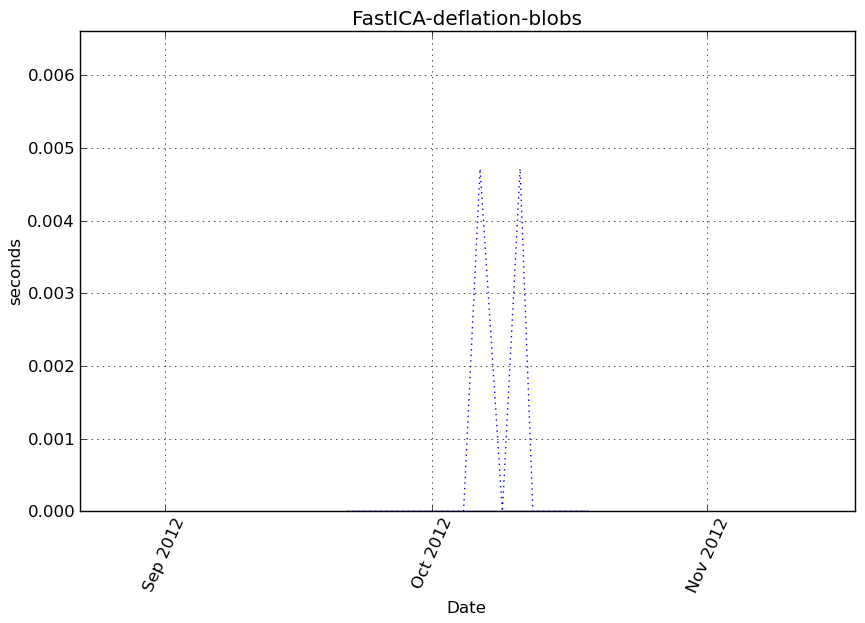 FastICA-deflation-blobs
0.006
0.005
0.004
0.003
0.002
0.001
0.000
seconds
Sep 2012
Oct 2012
Nov 2012
Date